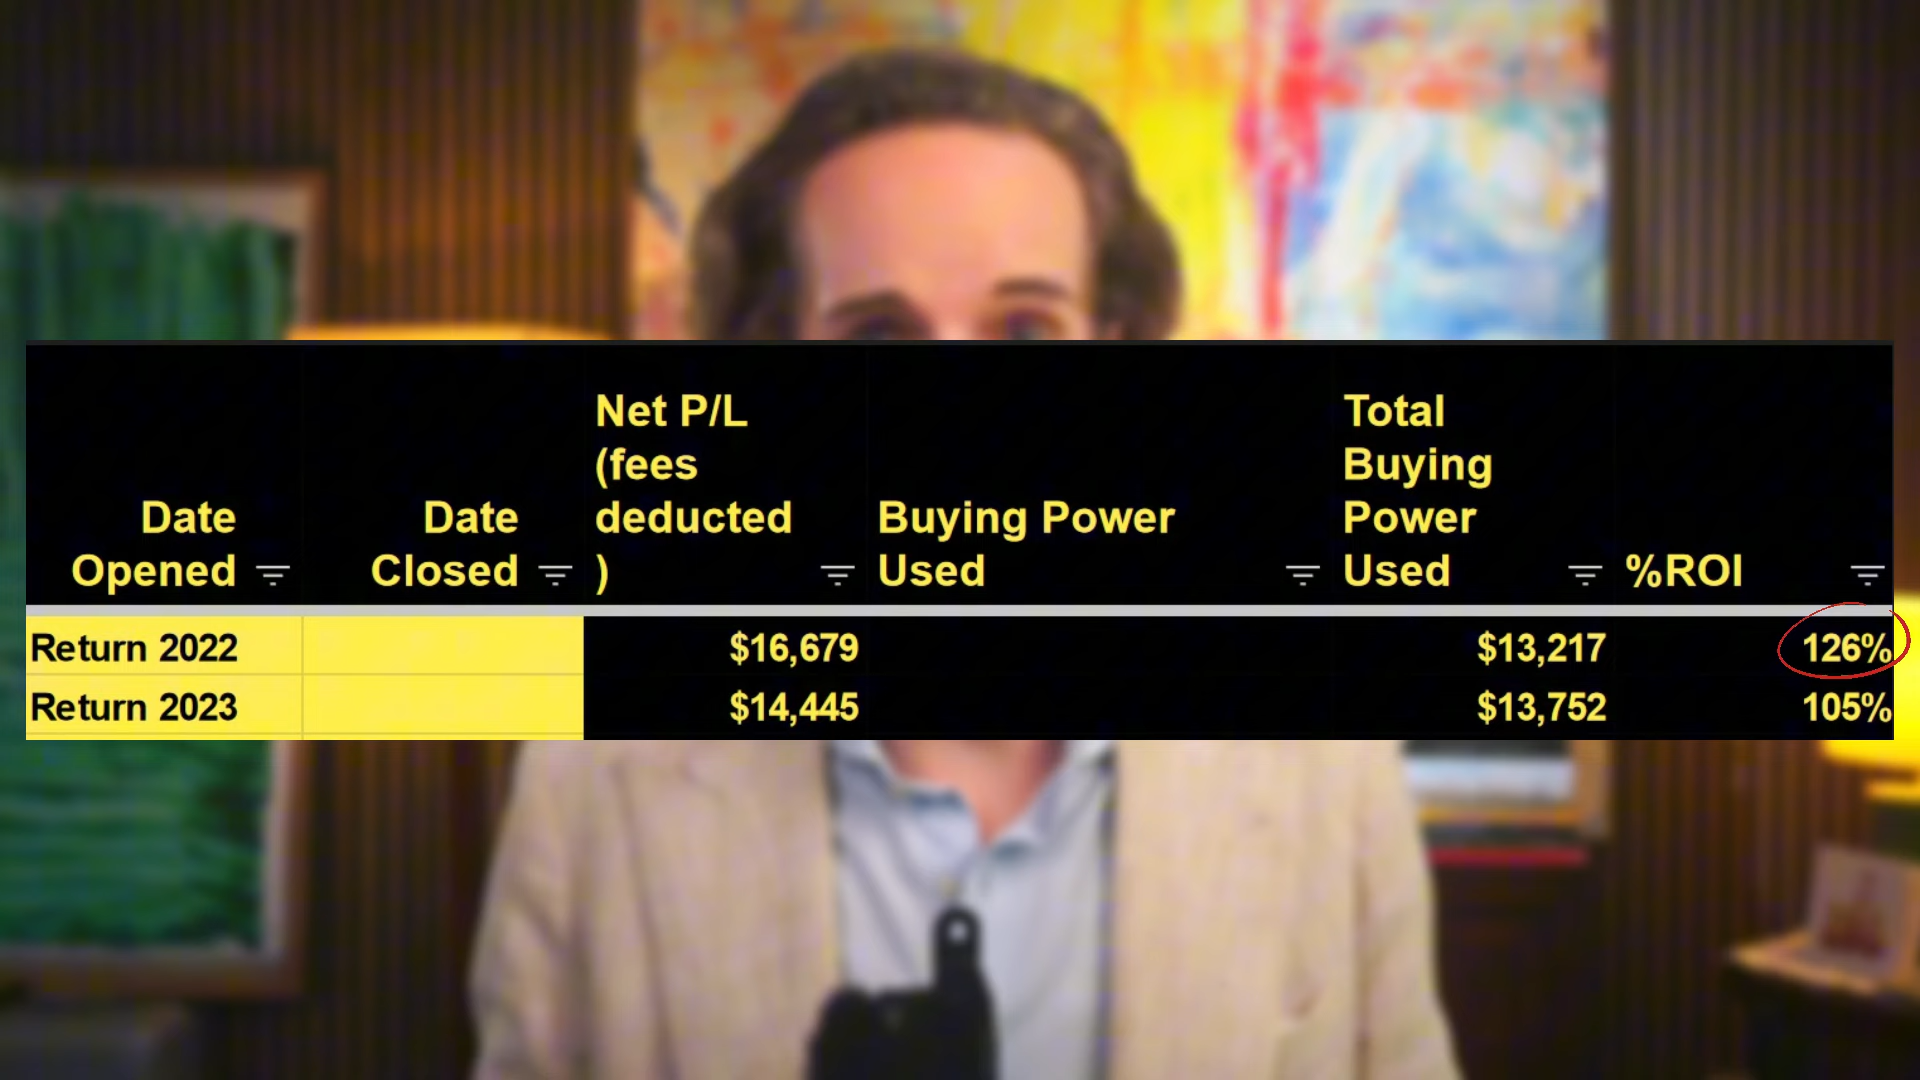 Date
Opened
Date
Closed
Net P/L
(fees
deducted
)
Buying Power
Used
Total
Buying
Power
Used
%ROI
Return 2022 $16,679 $13,217 126%
Return 2023 $14,445 $13,752 105%